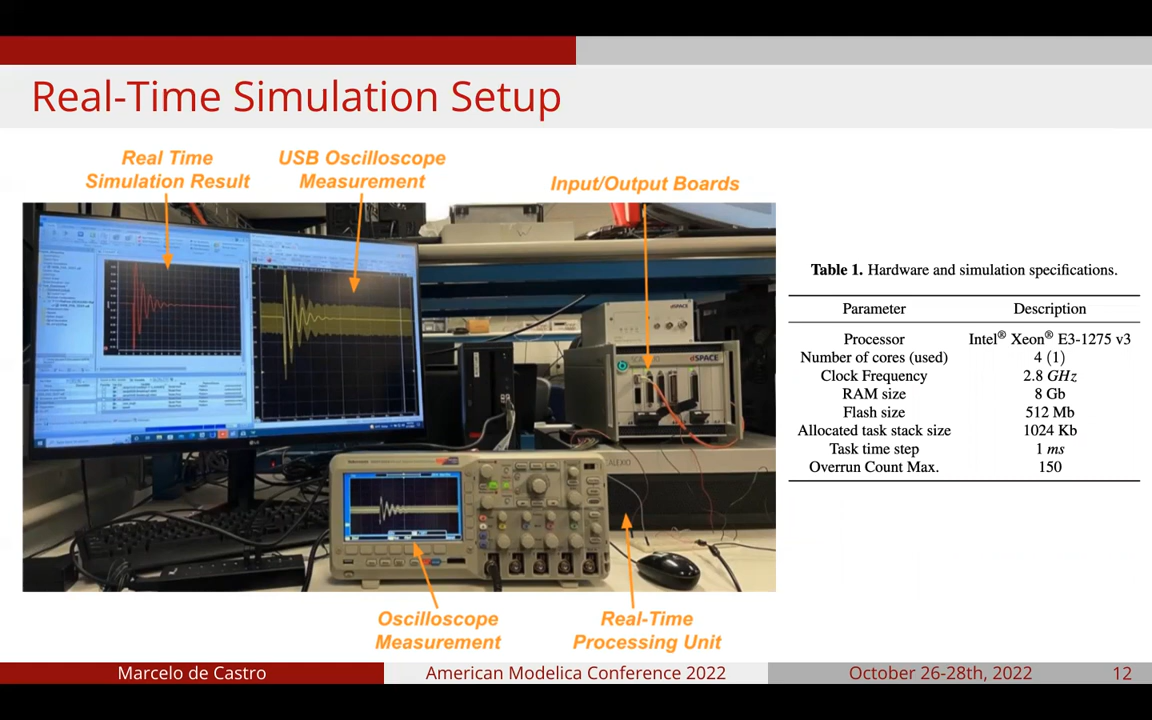 Real-Time Simulation Setup
Real Time
Simulation Result
USB Oscilloscope
Measurement
Input/Output Boards
dSPACE
dSPACE
SCALEXIO
Tektronix
Oscilloscope
Measurement
Real-Time
Processing Unit
Table 1. Hardware and simulation specifications.
Parameter Description
Processor Intel® Xeon® E3-1275 v3
Number of cores (used) 4 (1)
Clock Frequency 2.8 GHz
RAM size 8 Gb
Flash size 512 Mb
Allocated task stack size 1024 Kb
Task time step 1 ms
Overrun Count Max. 150
Marcelo de Castro American Modelica Conference 2022 October 26-28th, 2022 12